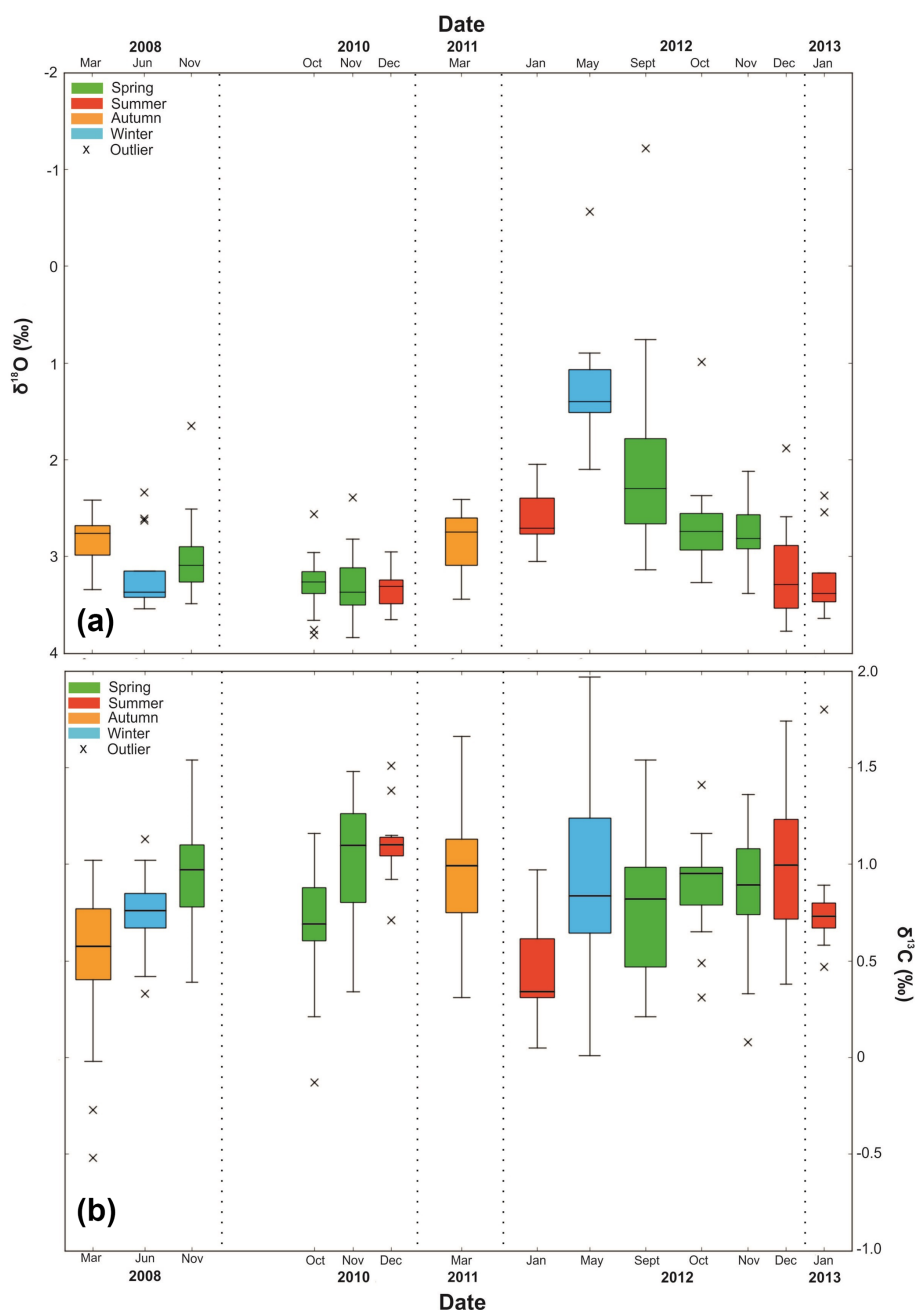 Date
2008 2010 2011 2012 2013
Mar Jun Nov Oct Nov Dec Mar Jan May Sept Oct Nov Dec Jan
-2
Spring
Summer
Autumn
Winter
× Outlier
-1
0
1
δ¹⁸O (‰)
2
3
(a)
4
2.0
Spring
Summer
Autumn
Winter
× Outlier
1.5
1.0
δ¹³C (‰)
0.5
0
-0.5
(b)
-1.0
Mar Jun Nov Oct Nov Dec Mar Jan May Sept Oct Nov Dec Jan
2008 2010 2011 2012 2013
Date